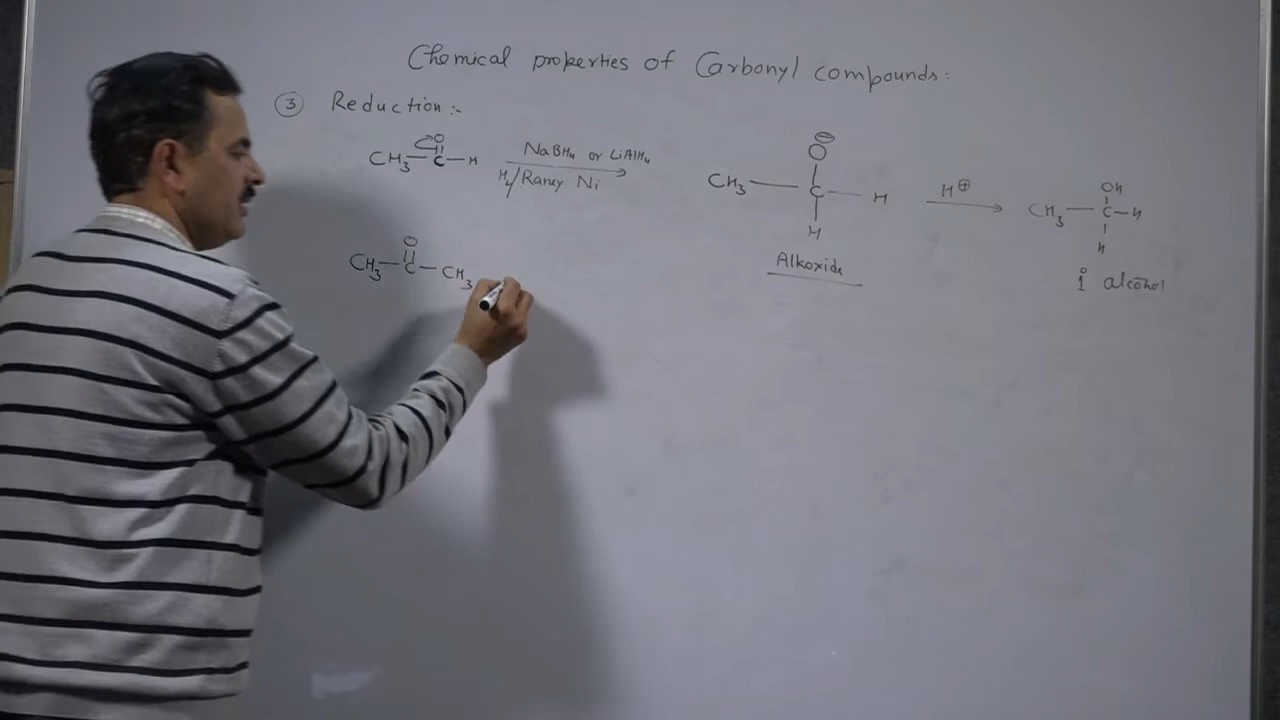 Chemical properties of Carbonyl compounds:
③ Reduction:-
O
CH₃—C—H
NaBH₄ or LiAlH₄
H₂/Raney Ni
⊖
O
CH₃—C—H
H
Alkoxide
H⊕
OH
CH₃—C—H
H
1° alcohol
O
CH₃—C—CH₃